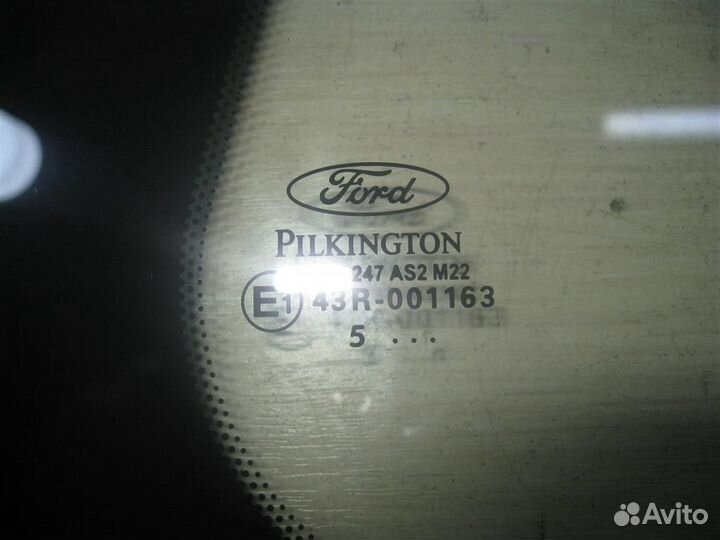 Ford
PILKINGTON
247 AS2 M22
E1 43R-001163
5 ...
Avito